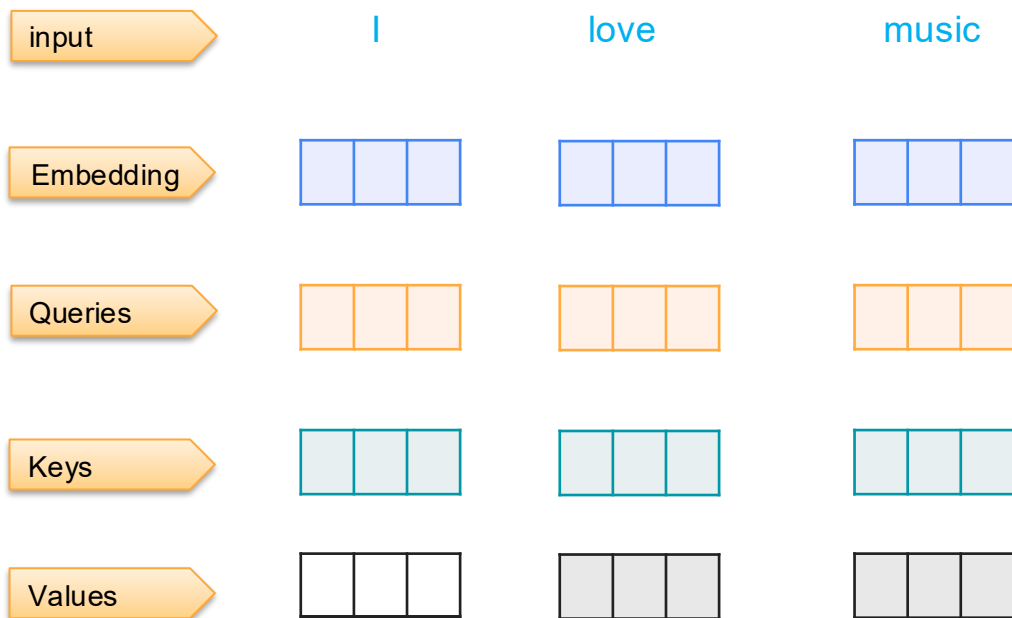 input
I love music
Embedding
Queries
Keys
Values